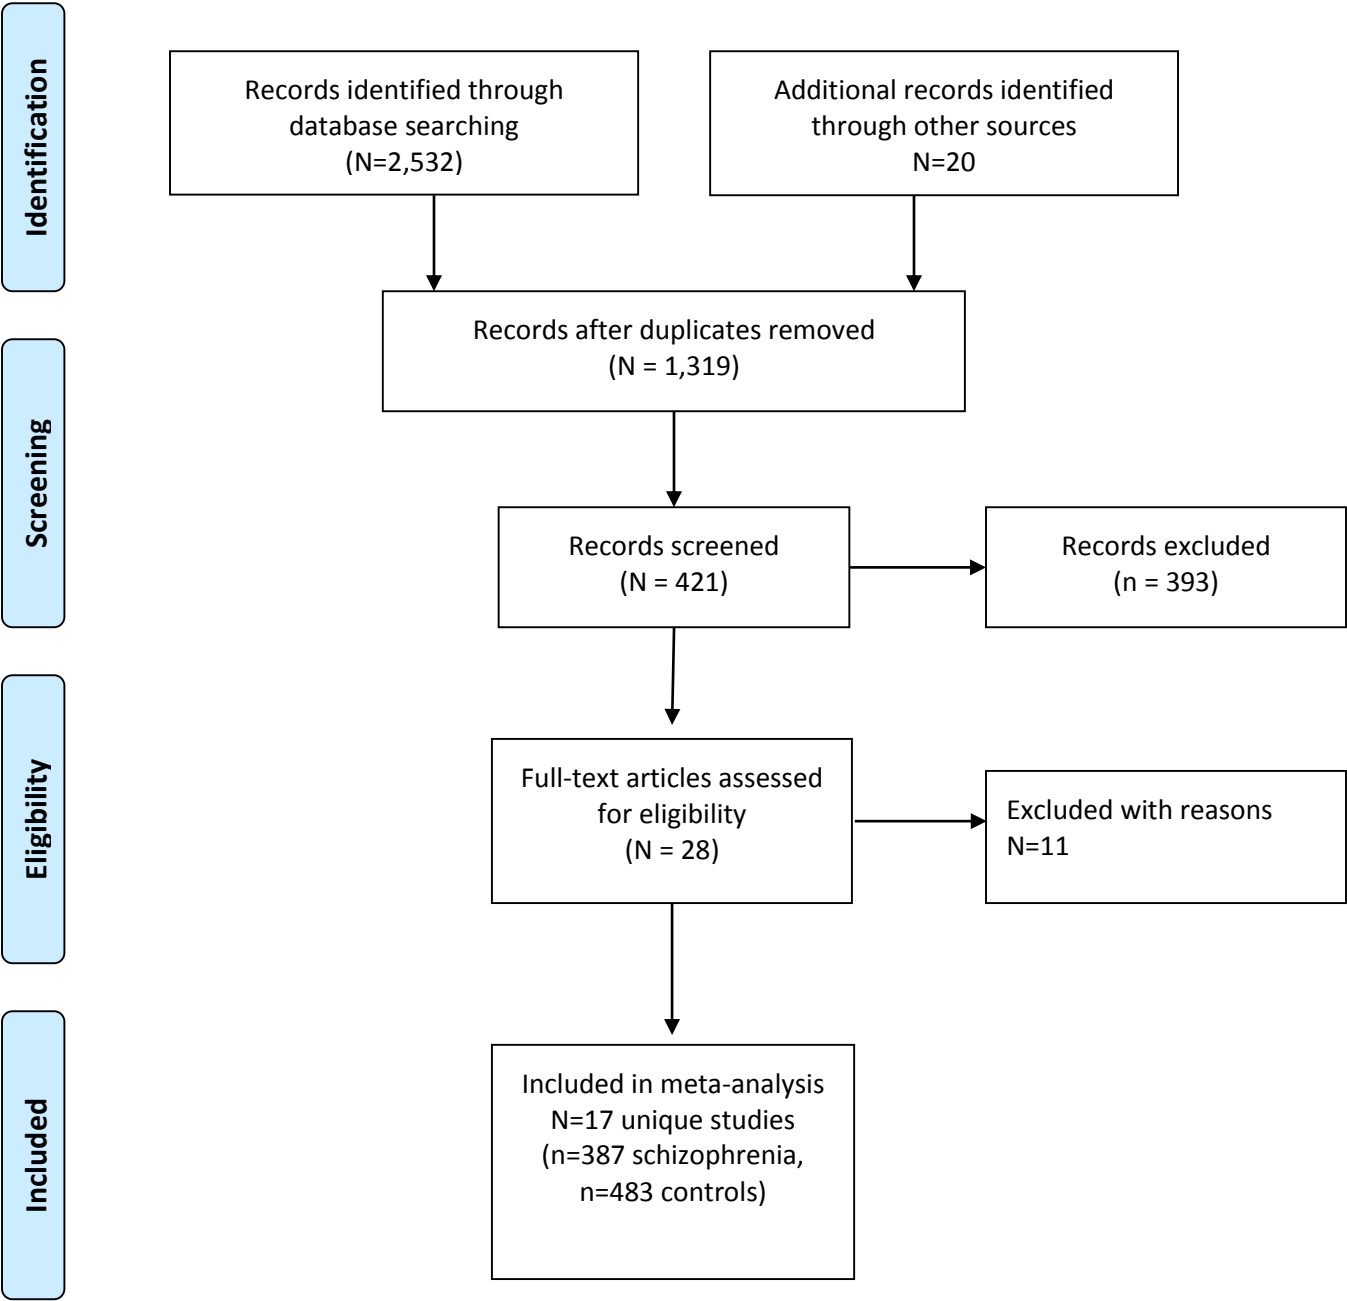 Identification
Records identified through
database searching
(N=2,532)
Additional records identified
through other sources
N=20
Records after duplicates removed
(N = 1,319)
Screening
Records screened
(N = 421)
Records excluded
(n = 393)
Eligibility
Full-text articles assessed
for eligibility
(N = 28)
Excluded with reasons
N=11
Included
Included in meta-analysis
N=17 unique studies
(n=387 schizophrenia,
n=483 controls)